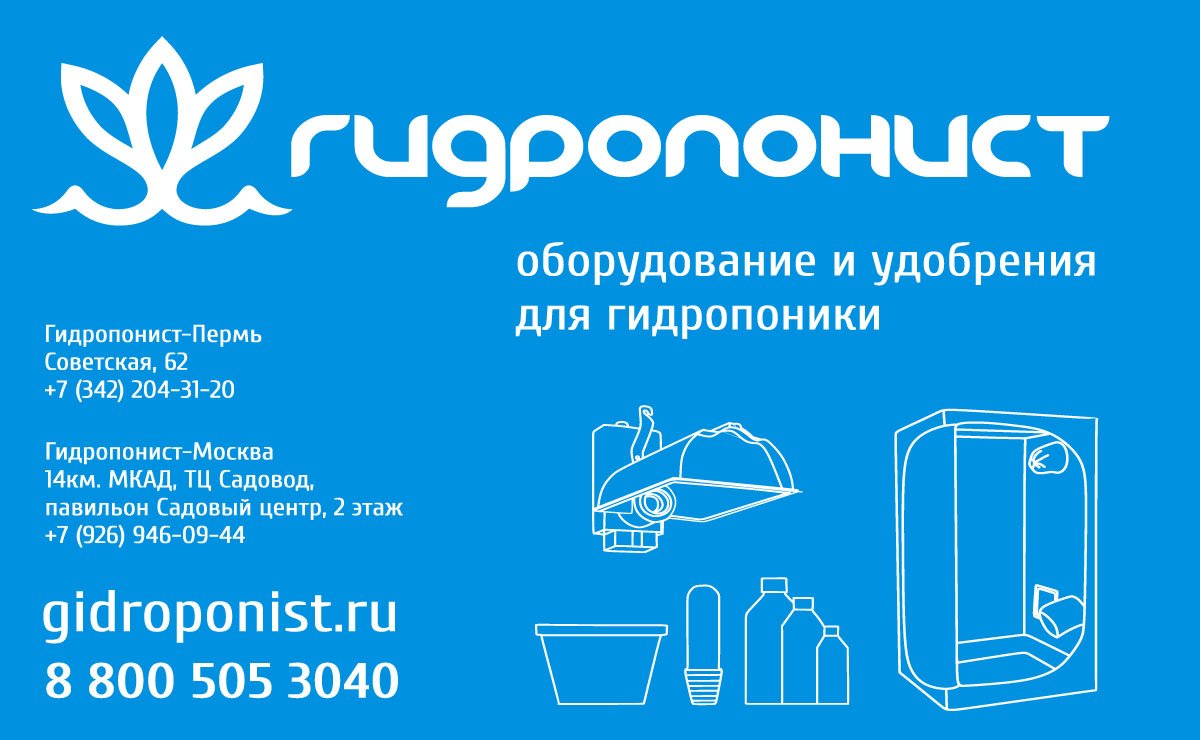 гидропонист
оборудование и удобрения
для гидропоники
Гидропонист-Пермь
Советская, 62
+7 (342) 204-31-20
Гидропонист-Москва
14км. МКАД, ТЦ Садовод,
павильон Садовый центр, 2 этаж
+7 (926) 946-09-44
gidroponist.ru
8 800 505 3040